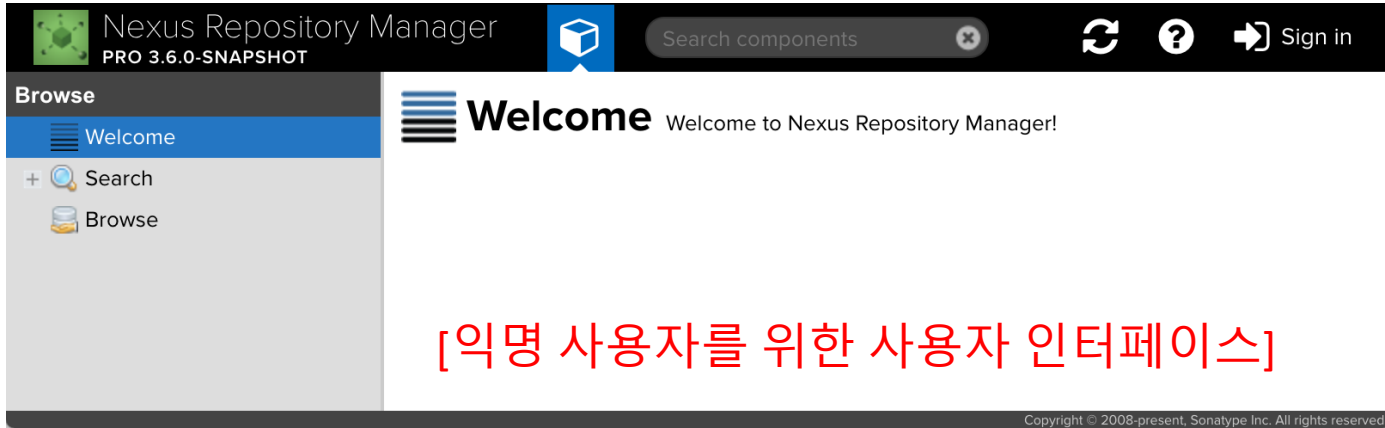 Nexus Repository Manager
PRO 3.6.0-SNAPSHOT
Search components
Sign in
Browse
Welcome
Search
Browse
Welcome Welcome to Nexus Repository Manager!
[익명 사용자를 위한 사용자 인터페이스]
Copyright © 2008-present, Sonatype Inc. All rights reserved